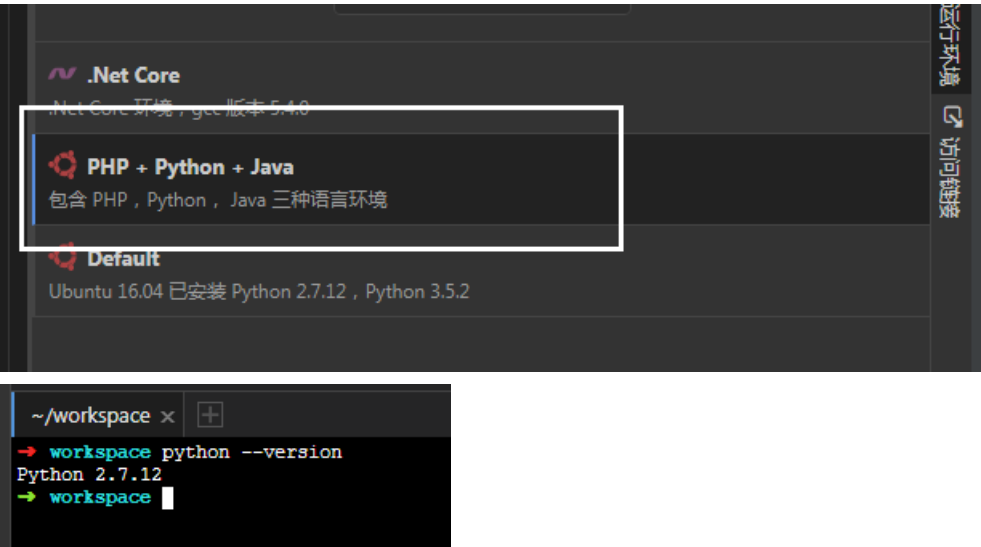 .Net Core
.Net Core 环境，gcc 版本 5.4.0
PHP + Python + Java
包含 PHP，Python， Java 三种语言环境
Default
Ubuntu 16.04 已安装 Python 2.7.12，Python 3.5.2
运行环境
访问链接
~/workspace × +
→ workspace python --version
Python 2.7.12
→ workspace